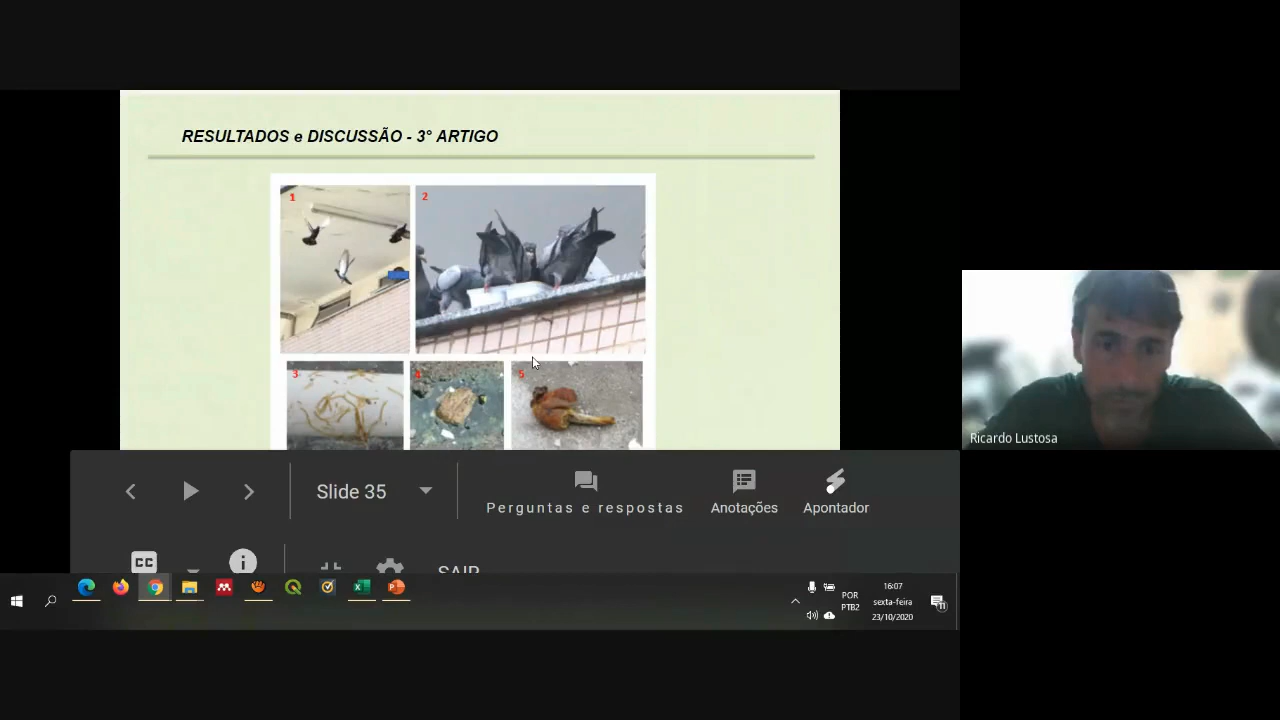 RESULTADOS e DISCUSSÃO - 3° ARTIGO
1
2
3
4
5
Ricardo Lustosa
Slide 35
Perguntas e respostas
Anotações
Apontador
CC
SAIR
POR
PTB2
16:07
sexta-feira
23/10/2020
11